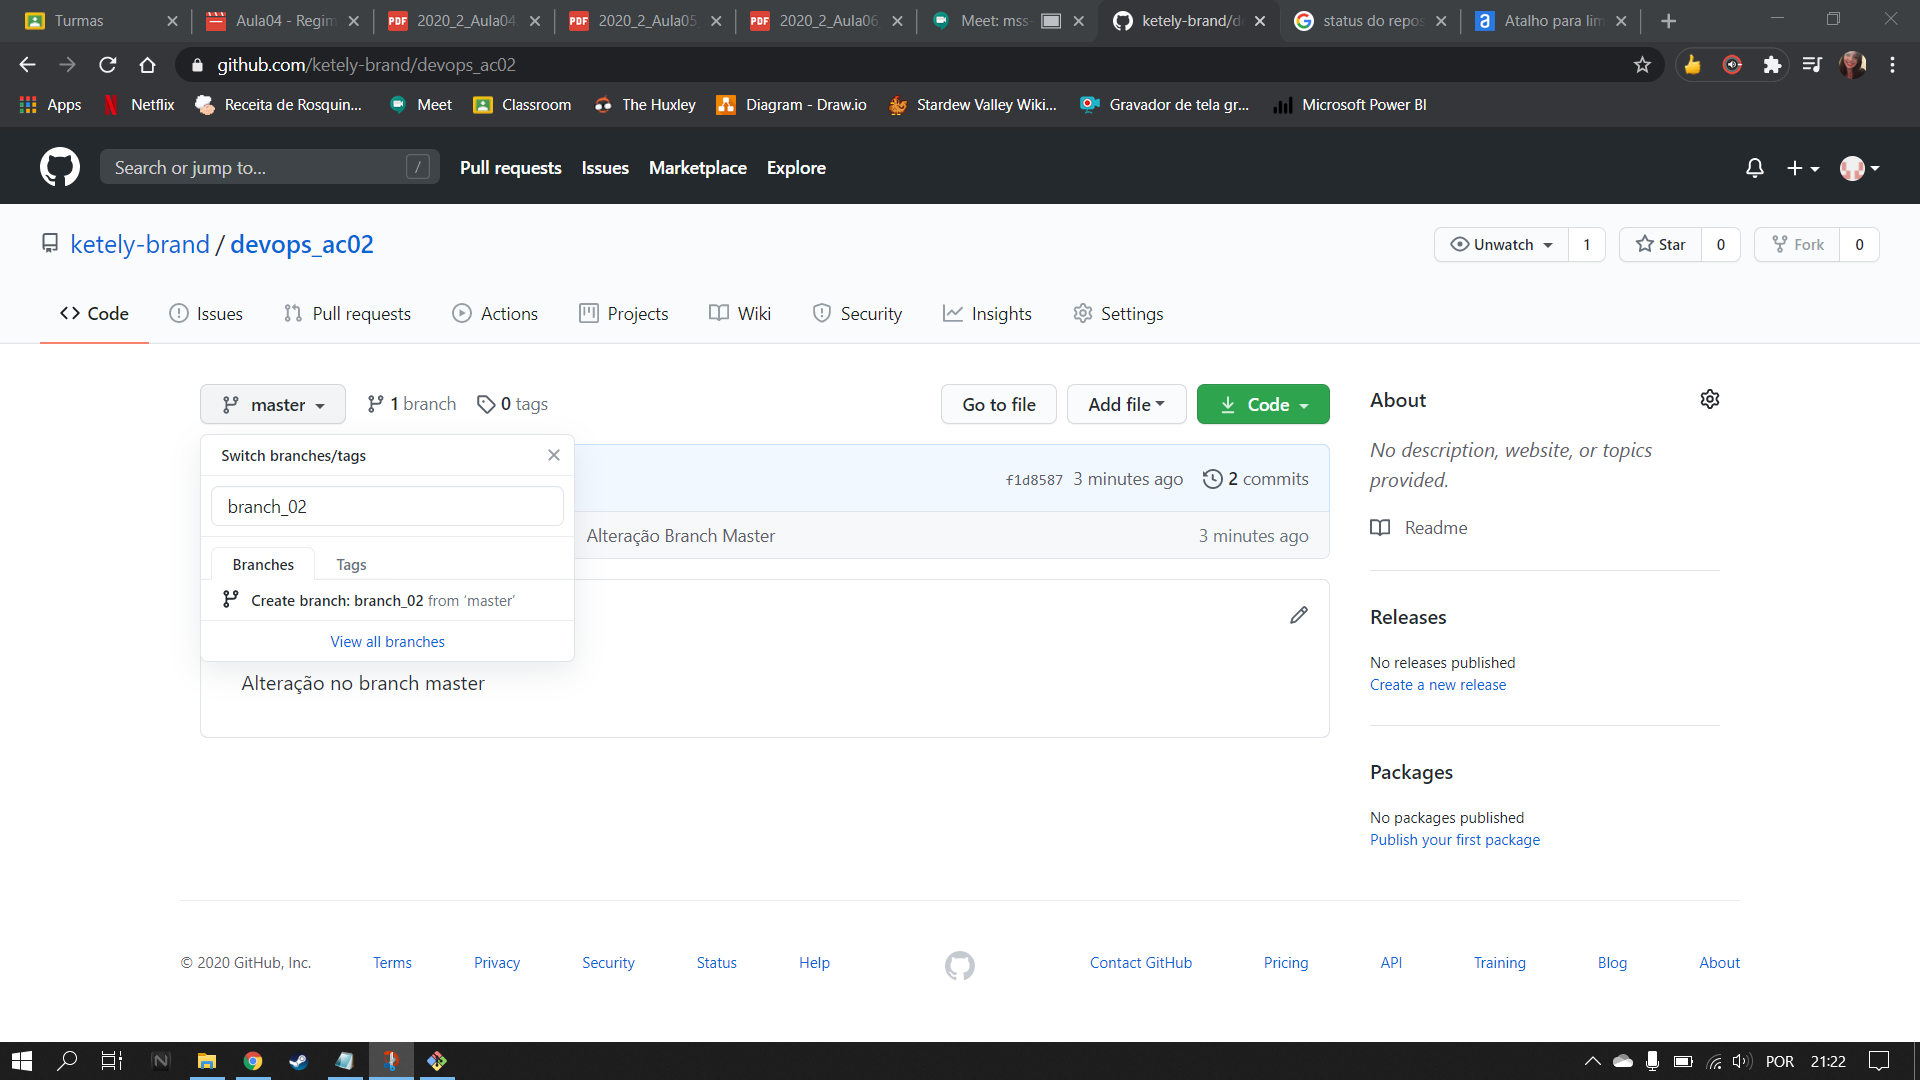 Turmas
Aula04 - Regim
2020_2_Aula04
2020_2_Aula05
2020_2_Aula06
Meet: mss-
ketely-brand/d
status do repos
Atalho para lim
github.com/ketely-brand/devops_ac02
Apps
Netflix
Receita de Rosquin...
Meet
Classroom
The Huxley
Diagram - Draw.io
Stardew Valley Wiki...
Gravador de tela gr...
Microsoft Power BI
Search or jump to...
/
Pull requests
Issues
Marketplace
Explore
ketely-brand / devops_ac02
Unwatch
1
Star
0
Fork
0
Code
Issues
Pull requests
Actions
Projects
Wiki
Security
Insights
Settings
master
1 branch
0 tags
Go to file
Add file
Code
Switch branches/tags
branch_02
Branches
Tags
Create branch: branch_02 from ‘master’
View all branches
f1d8587
3 minutes ago
2 commits
Alteração Branch Master
3 minutes ago
Alteração no branch master
About
No description, website, or topics
provided.
Readme
Releases
No releases published
Create a new release
Packages
No packages published
Publish your first package
© 2020 GitHub, Inc.
Terms
Privacy
Security
Status
Help
Contact GitHub
Pricing
API
Training
Blog
About
POR
21:22